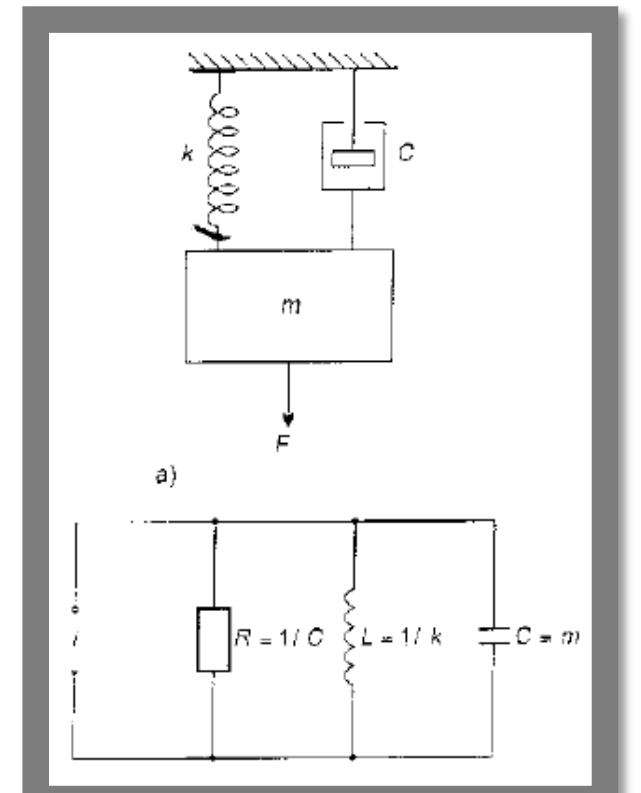 k
C
m
F
a)
R = 1/ C
L = 1/ k
C = m